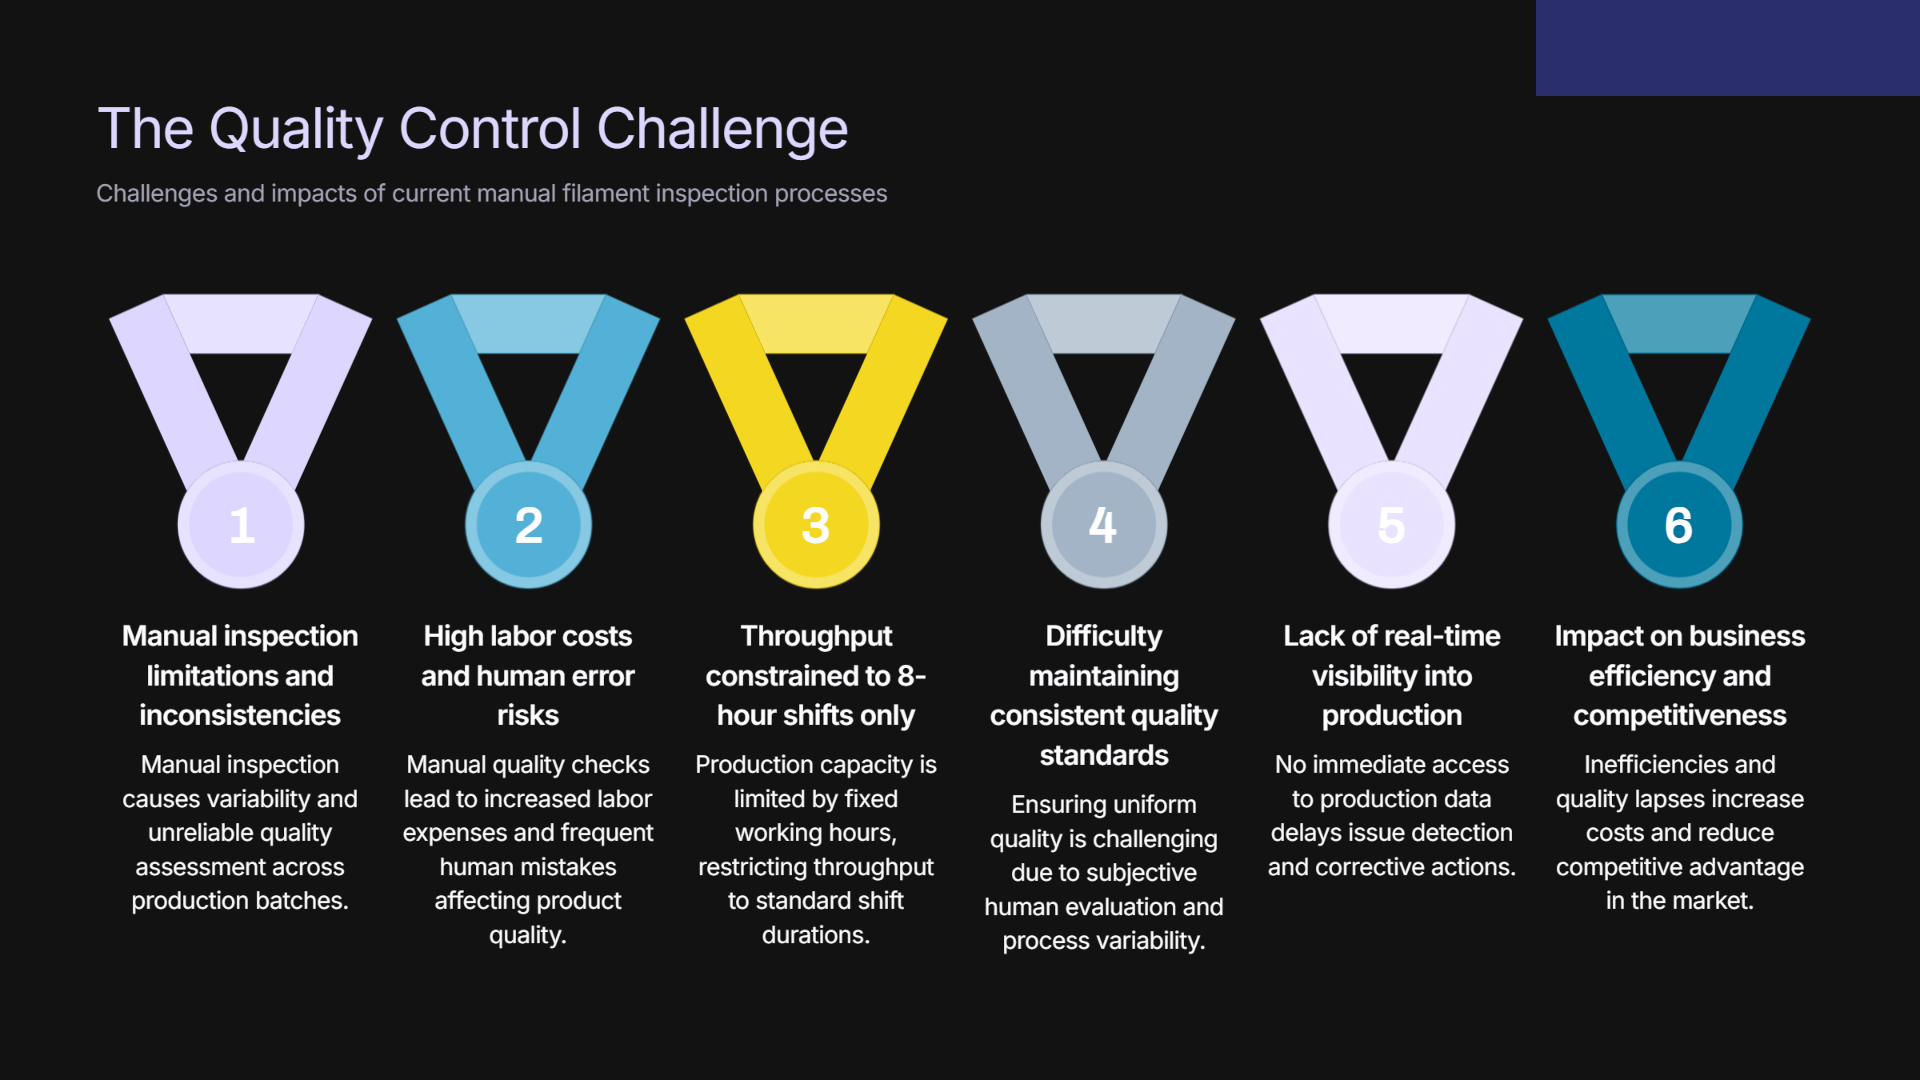 The Quality Control Challenge
Challenges and impacts of current manual filament inspection processes
1
Manual inspection
limitations and
inconsistencies
Manual inspection
causes variability and
unreliable quality
assessment across
production batches.
2
High labor costs
and human error
risks
Manual quality checks
lead to increased labor
expenses and frequent
human mistakes
affecting product
quality.
3
Throughput
constrained to 8-
hour shifts only
Production capacity is
limited by fixed
working hours,
restricting throughput
to standard shift
durations.
4
Difficulty
maintaining
consistent quality
standards
Ensuring uniform
quality is challenging
due to subjective
human evaluation and
process variability.
5
Lack of real-time
visibility into
production
No immediate access
to production data
delays issue detection
and corrective actions.
6
Impact on business
efficiency and
competitiveness
Inefficiencies and
quality lapses increase
costs and reduce
competitive advantage
in the market.